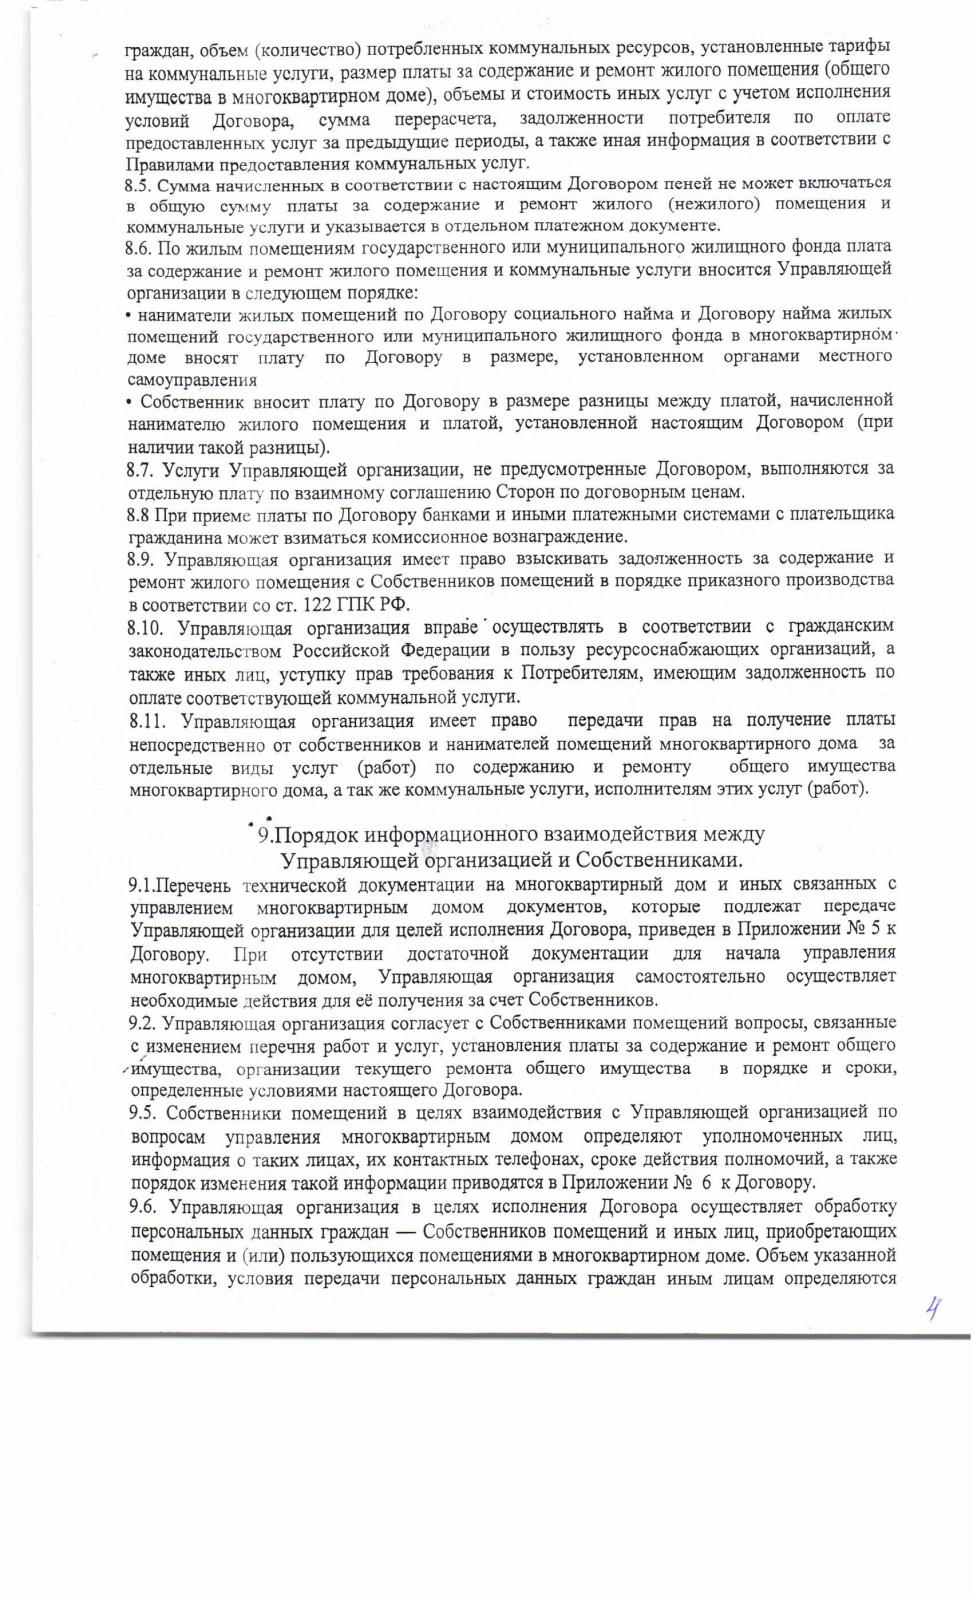 граждан, объем (количество) потребленных коммунальных ресурсов, установленные тарифы
на коммунальные услуги, размер платы за содержание и ремонт жилого помещения (общего
имущества в многоквартирном доме), объемы и стоимость иных услуг с учетом исполнения
условий Договора, сумма перерасчета, задолженности потребителя по оплате
предоставленных услуг за предыдущие периоды, а также иная информация в соответствии с
Правилами предоставления коммунальных услуг.
8.5. Сумма начисленных в соответствии с настоящим Договором пеней не может включаться
в общую сумму платы за содержание и ремонт жилого (нежилого) помещения и
коммунальные услуги и указывается в отдельном платежном документе.
8.6. По жилым помещениям государственного или муниципального жилищного фонда плата
за содержание и ремонт жилого помещения и коммунальные услуги вносится Управляющей
организации в следующем порядке:
• наниматели жилых помещений по Договору социального найма и Договору найма жилых
помещений государственного или муниципального жилищного фонда в многоквартирном
доме вносят плату по Договору в размере, установленном органами местного
самоуправления
• Собственник вносит плату по Договору в размере разницы между платой, начисленной
нанимателю жилого помещения и платой, установленной настоящим Договором (при
наличии такой разницы).
8.7. Услуги Управляющей организации, не предусмотренные Договором, выполняются за
отдельную плату по взаимному соглашению Сторон по договорным ценам.
8.8 При приеме платы по Договору банками и иными платежными системами с плательщика
гражданина может взиматься комиссионное вознаграждение.
8.9. Управляющая организация имеет право взыскивать задолженность за содержание и
ремонт жилого помещения с Собственников помещений в порядке приказного производства
в соответствии со ст. 122 ГПК РФ.
8.10. Управляющая организация вправе осуществлять в соответствии с гражданским
законодательством Российской Федерации в пользу ресурсоснабжающих организаций, а
также иных лиц, уступку прав требования к Потребителям, имеющим задолженность по
оплате соответствующей коммунальной услуги.
8.11. Управляющая организация имеет право передачи прав на получение платы
непосредственно от собственников и нанимателей помещений многоквартирного дома за
отдельные виды услуг (работ) по содержанию и ремонту общего имущества
многоквартирного дома, а так же коммунальные услуги, исполнителям этих услуг (работ).
9.Порядок информационного взаимодействия между
Управляющей организацией и Собственниками.
9.1.Перечень технической документации на многоквартирный дом и иных связанных с
управлением многоквартирным домом документов, которые подлежат передаче
Управляющей организации для целей исполнения Договора, приведен в Приложении № 5 к
Договору. При отсутствии достаточной документации для начала управления
многоквартирным домом, Управляющая организация самостоятельно осуществляет
необходимые действия для её получения за счет Собственников.
9.2. Управляющая организация согласует с Собственниками помещений вопросы, связанные
с изменением перечня работ и услуг, установления платы за содержание и ремонт общего
имущества, организации текущего ремонта общего имущества в порядке и сроки,
определенные условиями настоящего Договора.
9.5. Собственники помещений в целях взаимодействия с Управляющей организацией по
вопросам управления многоквартирным домом определяют уполномоченных лиц,
информация о таких лицах, их контактных телефонах, сроке действия полномочий, а также
порядок изменения такой информации приводятся в Приложении № 6 к Договору.
9.6. Управляющая организация в целях исполнения Договора осуществляет обработку
персональных данных граждан — Собственников помещений и иных лиц, приобретающих
помещения и (или) пользующихся помещениями в многоквартирном доме. Объем указанной
обработки, условия передачи персональных данных граждан иным лицам определяются
4